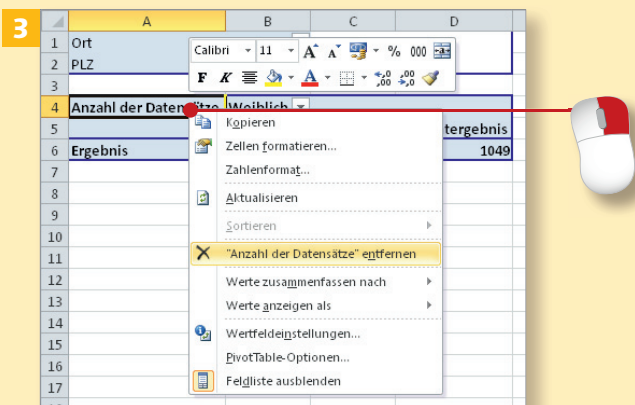 3
A B C D
1 Ort
2 PLZ
Calibri 11 A A % 000
F K A
3
4 Anzahl der Datensätze Weiblich
5 tergebnis
6 Ergebnis 1049
7
8
9
10
11
12
13
14
15
16
17
Kopieren
Zellen formatieren...
Zahlenformat...
Aktualisieren
Sortieren
"Anzahl der Datensätze" entfernen
Werte zusammenfassen nach
Werte anzeigen als
Wertfeldeinstellungen...
PivotTable-Optionen...
Feldliste ausblenden